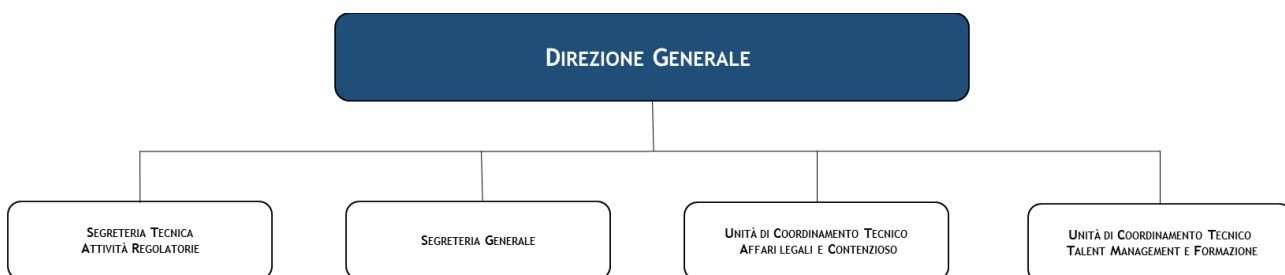 Direzione Generale
Segreteria Tecnica
Attività Regolatorie
Segreteria Generale
Unità di Coordinamento Tecnico
Affari legali e Contenzioso
Unità di Coordinamento Tecnico
Talent Management e Formazione